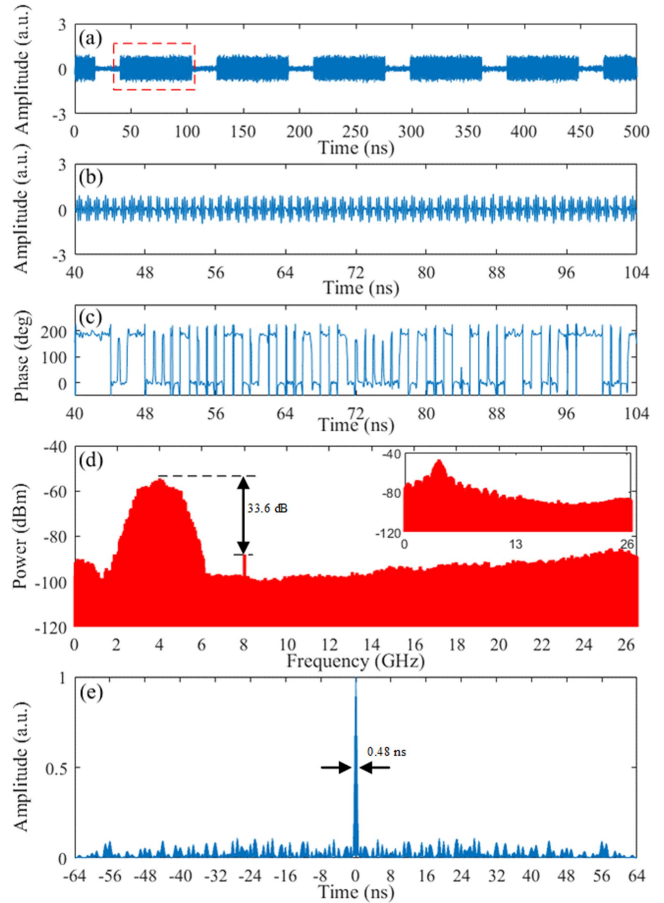 (a)
Amplitude (a.u.)
3
0
-3
0 50 100 150 200 250 300 350 400 450 500
Time (ns)
(b)
Amplitude (a.u.)
3
0
-3
40 48 56 64 72 80 88 96 104
Time (ns)
(c)
Phase (deg)
200
100
0
40 48 56 64 72 80 88 96 104
Time (ns)
(d)
Power (dBm)
-40
-60
-80
-100
-120
33.6 dB
-40
-80
-120
0 13 26
0 2 4 6 8 10 12 14 16 18 20 22 24 26
Frequency (GHz)
(e)
Amplitude (a.u.)
1
0.5
0
0.48 ns
-64 -56 -48 -40 -32 -24 -16 -8 0 8 16 24 32 40 48 56 64
Time (ns)